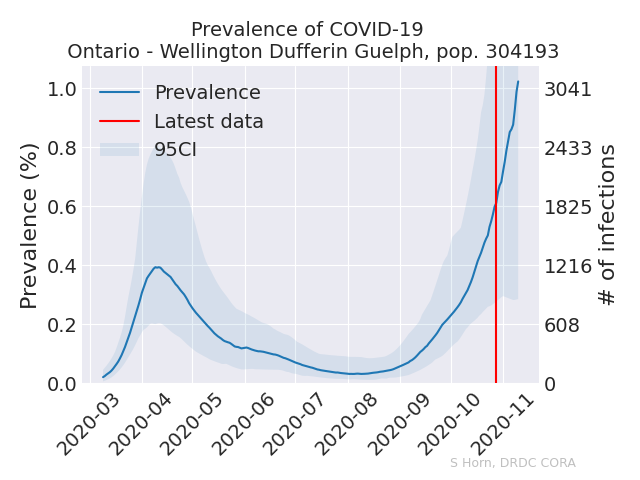 Prevalence of COVID-19
Ontario - Wellington Dufferin Guelph, pop. 304193
Prevalence
Latest data
95CI
Prevalence (%)
1.0
0.8
0.6
0.4
0.2
0.0
3041
2433
1825
1216
608
0
# of infections
2020-03
2020-04
2020-05
2020-06
2020-07
2020-08
2020-09
2020-10
2020-11
S Horn, DRDC CORA